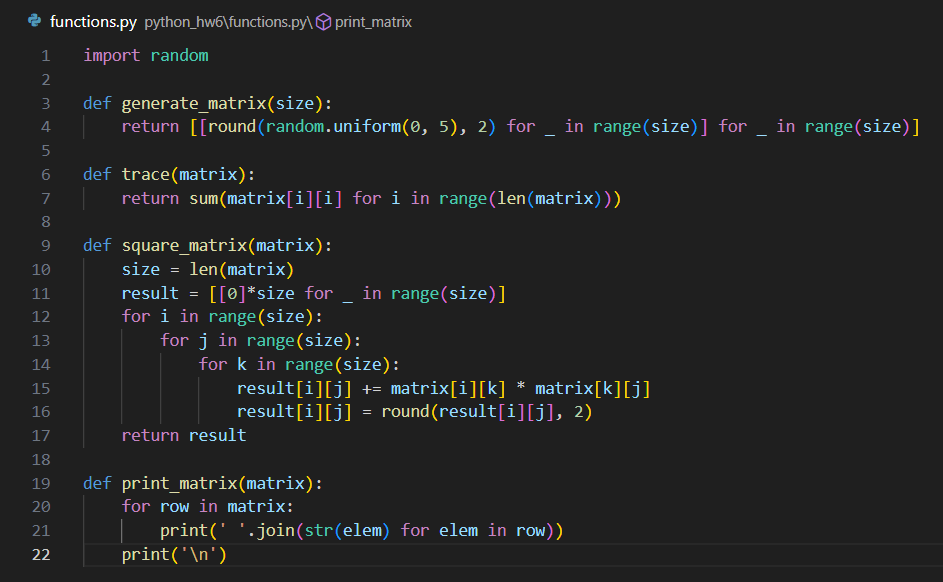 functions.py python_hw6\functions.py\ print_matrix
1 import random
2
3 def generate_matrix(size):
4     return [[round(random.uniform(0, 5), 2) for _ in range(size)] for _ in range(size)]
5
6 def trace(matrix):
7     return sum(matrix[i][i] for i in range(len(matrix)))
8
9 def square_matrix(matrix):
10     size = len(matrix)
11     result = [[0]*size for _ in range(size)]
12     for i in range(size):
13         for j in range(size):
14             for k in range(size):
15                 result[i][j] += matrix[i][k] * matrix[k][j]
16                 result[i][j] = round(result[i][j], 2)
17     return result
18
19 def print_matrix(matrix):
20     for row in matrix:
21         print(' '.join(str(elem) for elem in row))
22     print('\n')